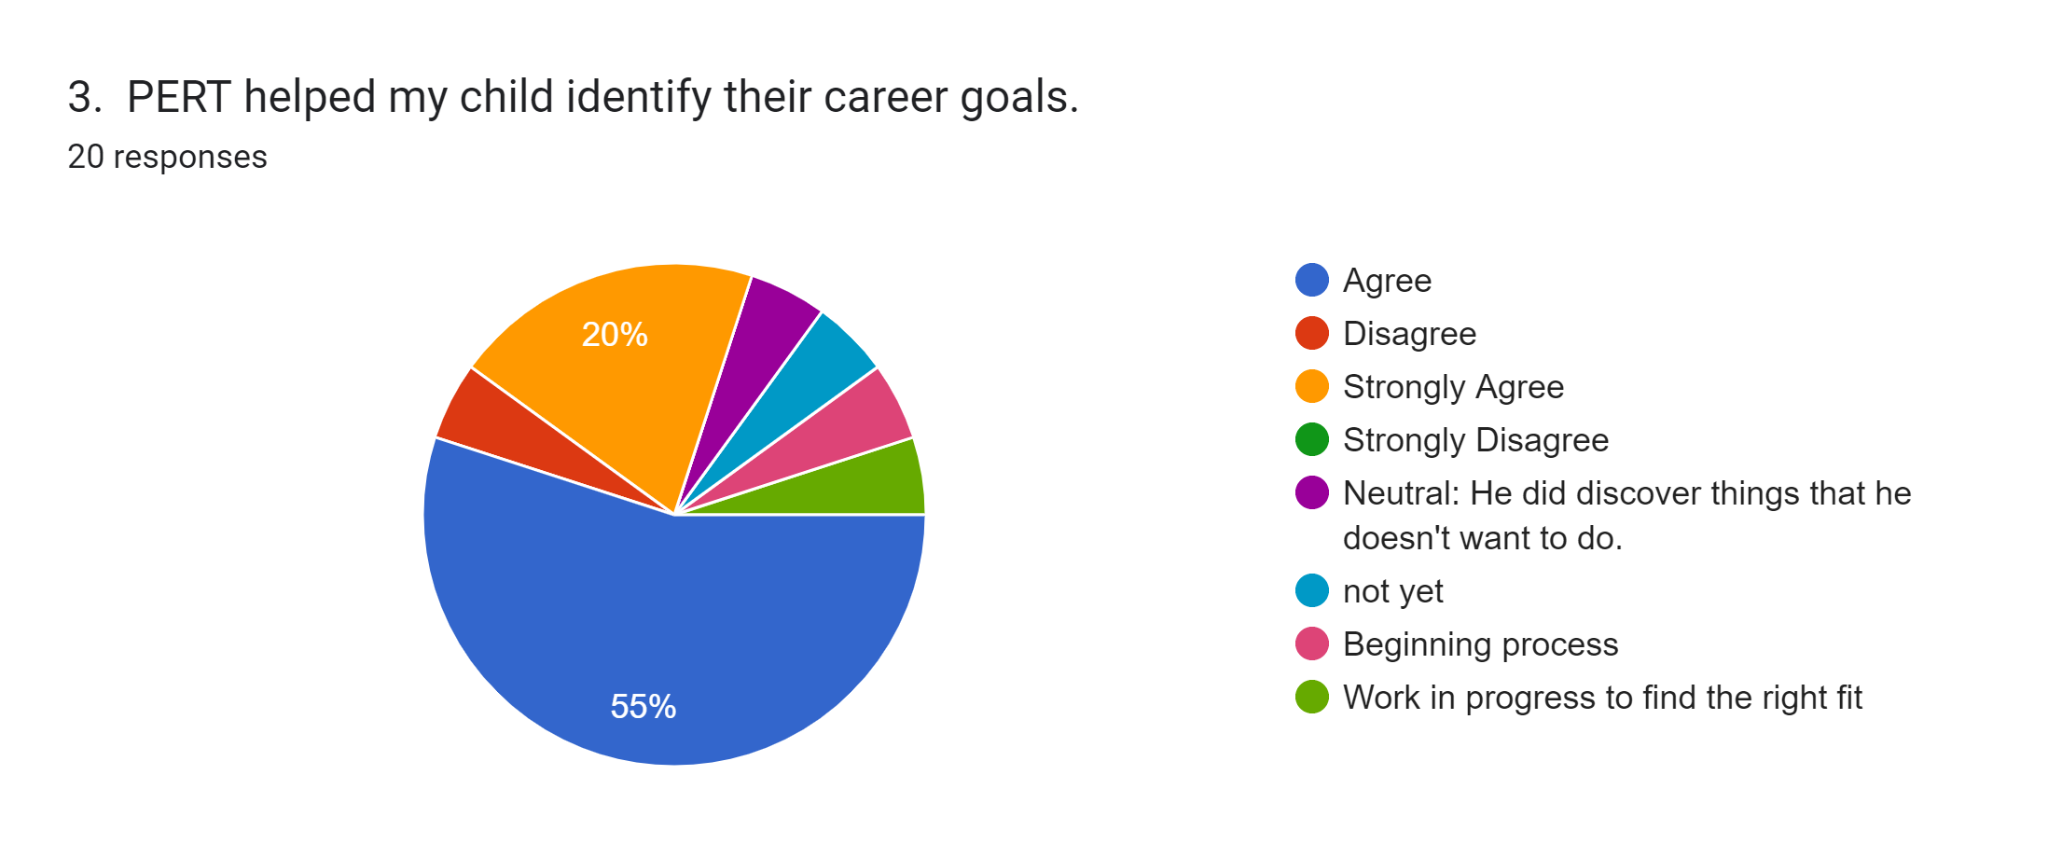 3.  PERT helped my child identify their career goals.
20 responses
20%
55%
Agree
Disagree
Strongly Agree
Strongly Disagree
Neutral: He did discover things that he
doesn't want to do.
not yet
Beginning process
Work in progress to find the right fit